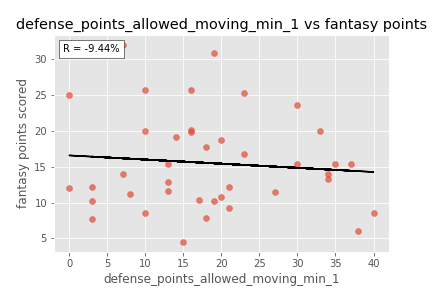 defense_points_allowed_moving_min_1 vs fantasy points
R = -9.44%
fantasy points scored
30
25
20
15
10
5
0 5 10 15 20 25 30 35 40
defense_points_allowed_moving_min_1